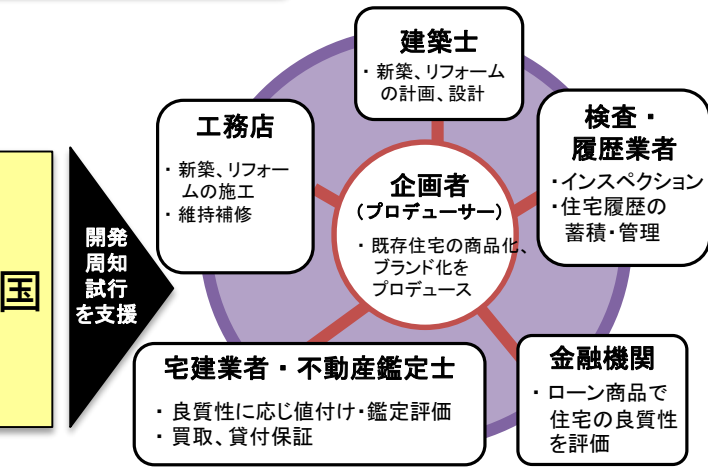 国
開発
周知
試行
を支援
建築士
・ 新築、リフォーム
の計画、設計
工務店
・ 新築、リフォー
ムの施工
・ 維持補修
企画者
（プロデューサー）
・ 既存住宅の商品化、
ブランド化を
プロデュース
検査・
履歴業者
・インスペクション
・住宅履歴の
蓄積・管理
宅建業者・不動産鑑定士
・ 良質性に応じ値付け・鑑定評価
・ 買取、貸付保証
金融機関
・ ローン商品で
住宅の良質性
を評価